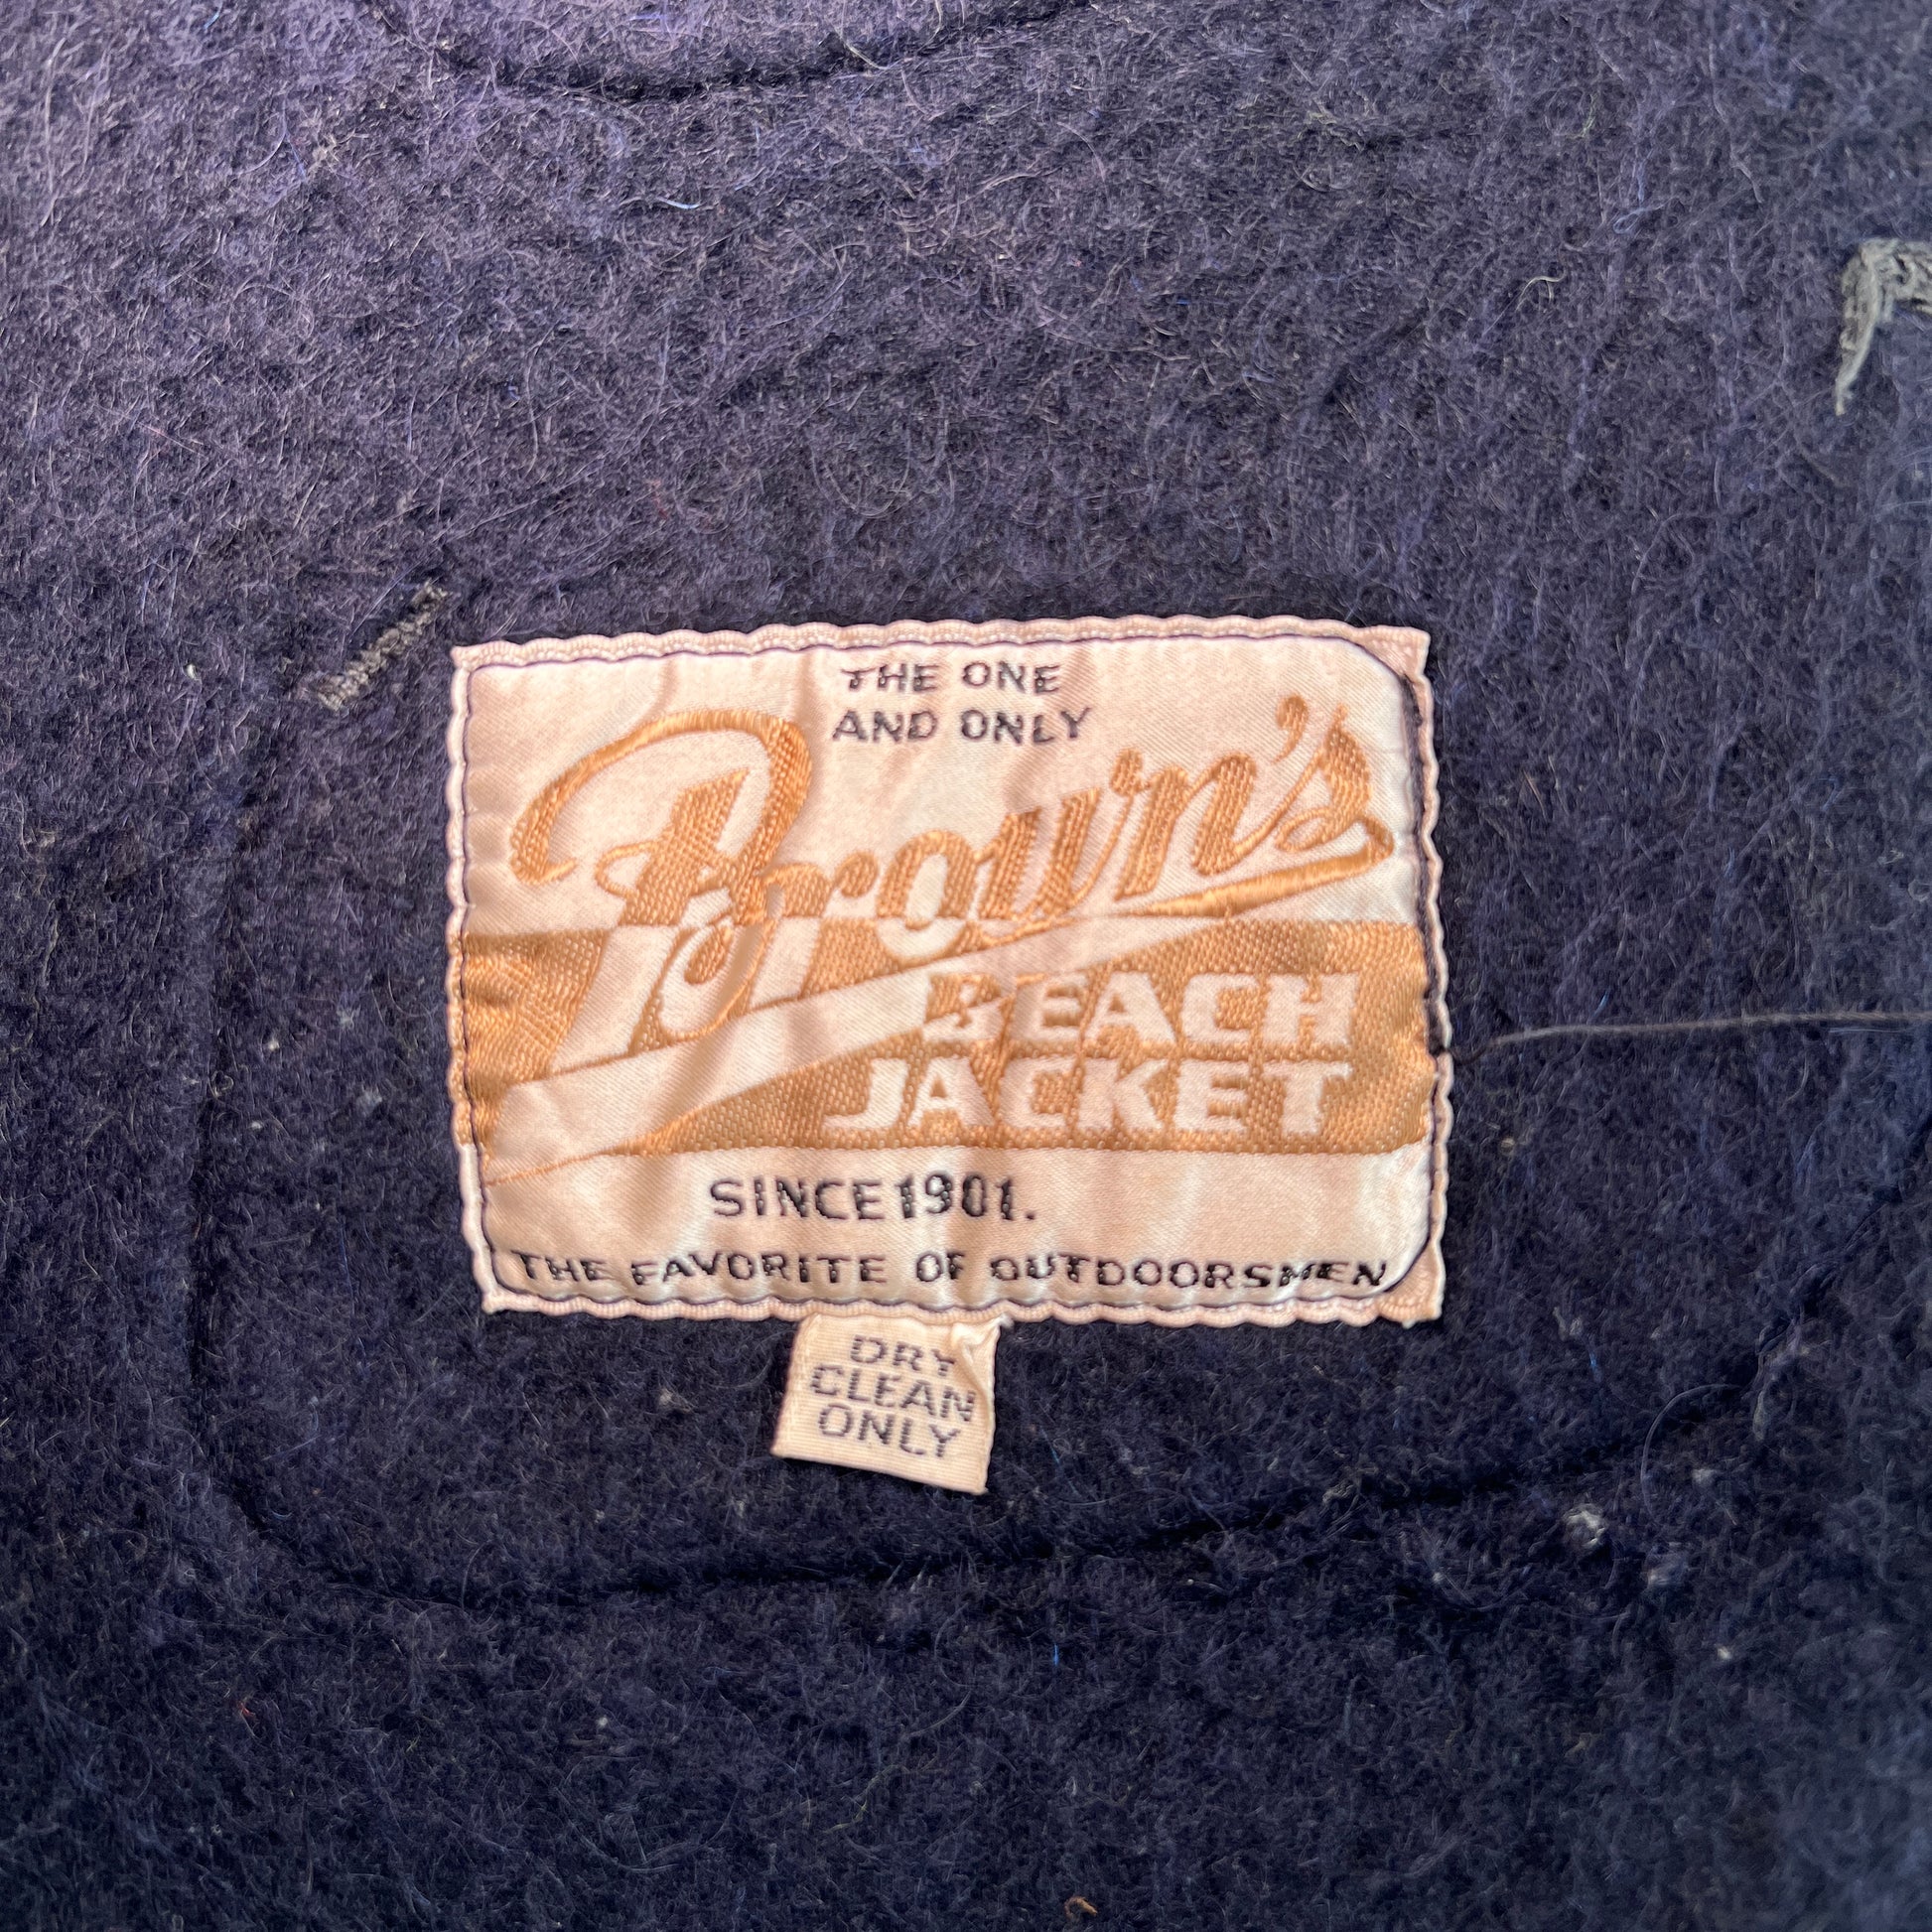 THE ONE
AND ONLY
Brown's
BEACH
JACKET
SINCE 1901.
THE FAVORITE OF OUTDOORSMEN
DRY
CLEAN
ONLY